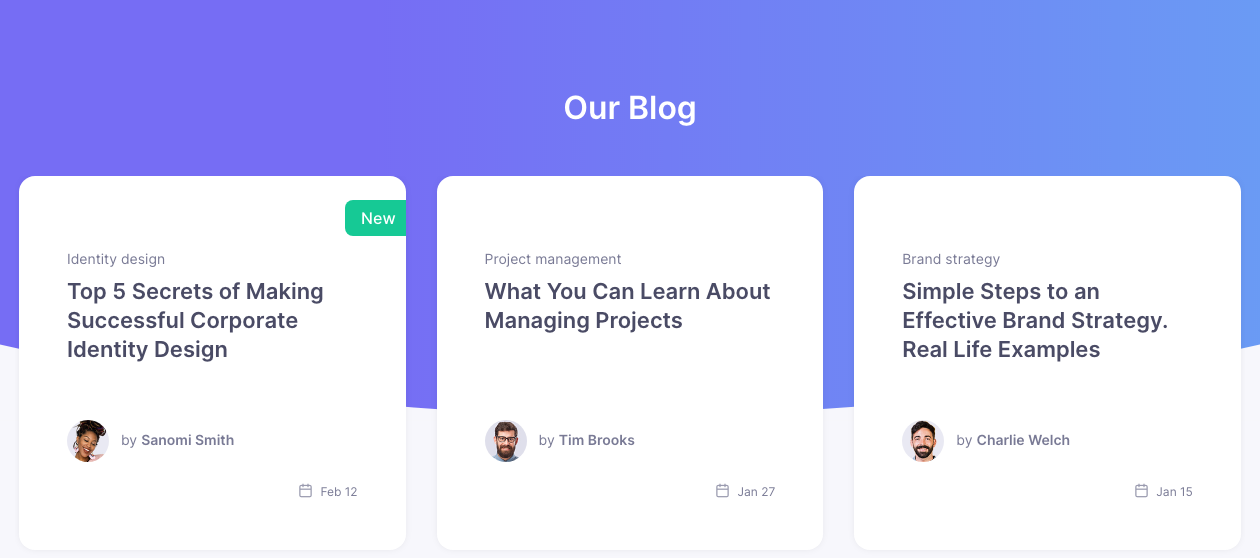 Our Blog
New
Identity design
Top 5 Secrets of Making
Successful Corporate
Identity Design
by Sanomi Smith
Feb 12
Project management
What You Can Learn About
Managing Projects
by Tim Brooks
Jan 27
Brand strategy
Simple Steps to an
Effective Brand Strategy.
Real Life Examples
by Charlie Welch
Jan 15